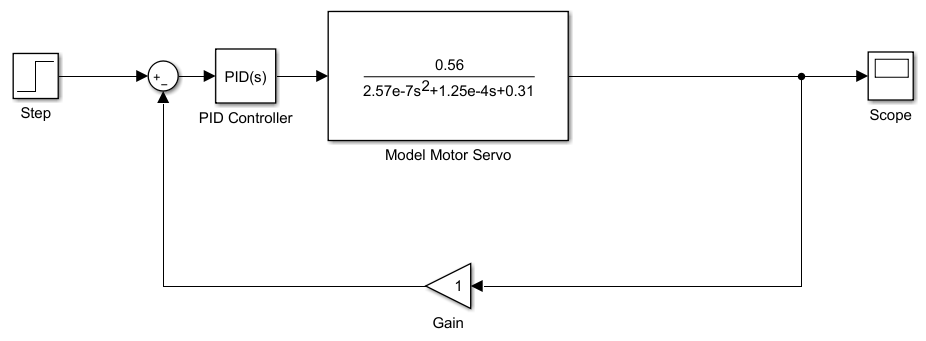 0.56
2.57e-7s²+1.25e-4s+0.31
+
−
PID(s)
Step
PID Controller
Model Motor Servo
Scope
1
Gain